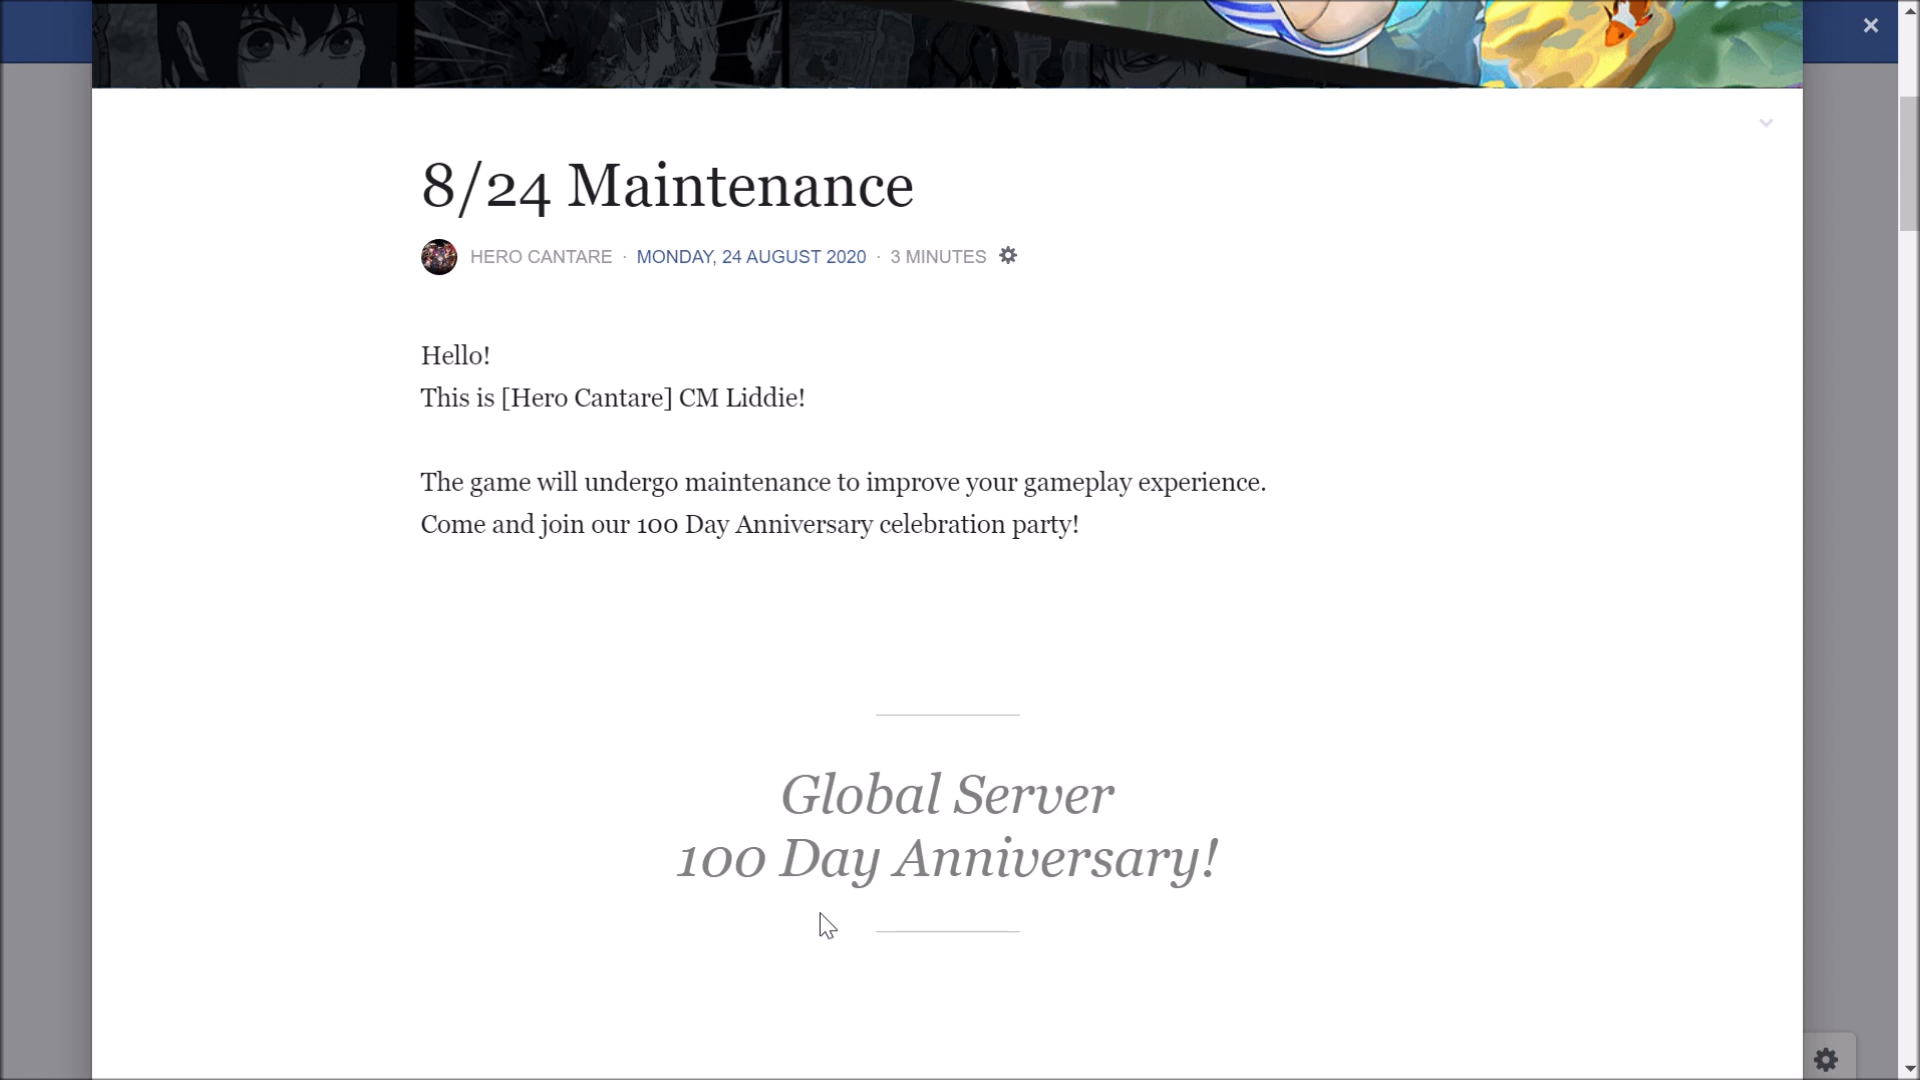 8/24 Maintenance
HERO CANTARE · MONDAY, 24 AUGUST 2020 · 3 MINUTES
Hello!
This is [Hero Cantare] CM Liddie!
The game will undergo maintenance to improve your gameplay experience.
Come and join our 100 Day Anniversary celebration party!
Global Server
100 Day Anniversary!